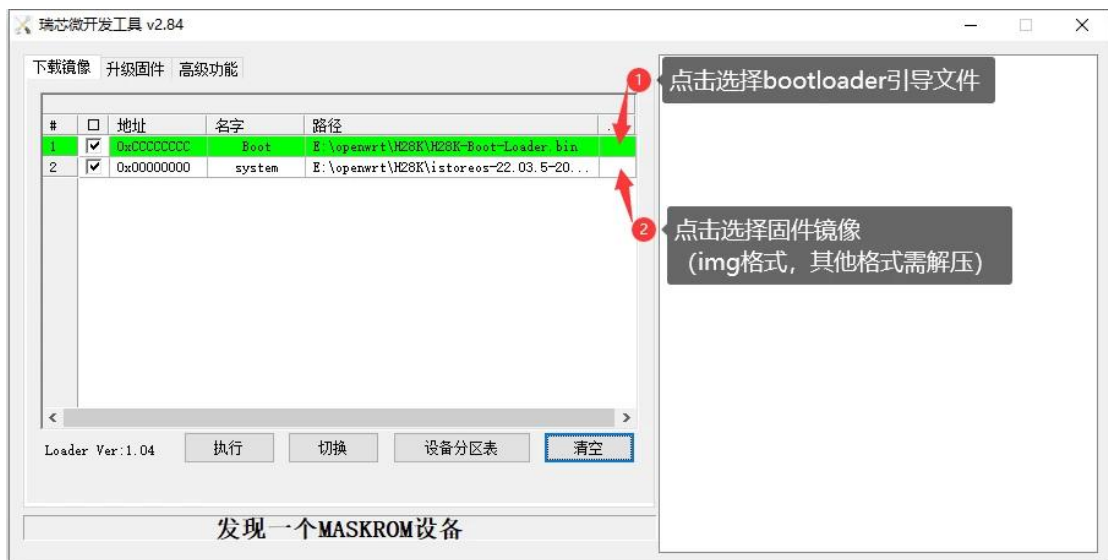 瑞芯微开发工具 v2.84
下载镜像 升级固件 高级功能
# 地址 名字 路径 ...
1 0xCCCCCCCC Boot E:\openwrt\H28K\H28K-Boot-Loader.bin
2 0x00000000 system E:\openwrt\H28K\istoreos-22.03.5-20...
1 点击选择bootloader引导文件
2 点击选择固件镜像
(img格式，其他格式需解压)
Loader Ver:1.04 执行 切换 设备分区表 清空
发现一个MASKROM设备